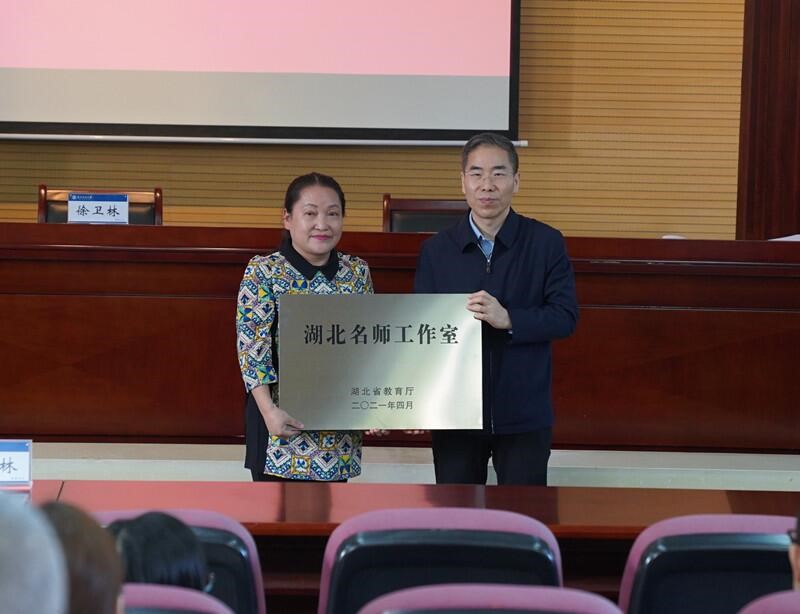 徐卫林
湖北名师工作室
湖北省教育厅
二〇二一年四月
林